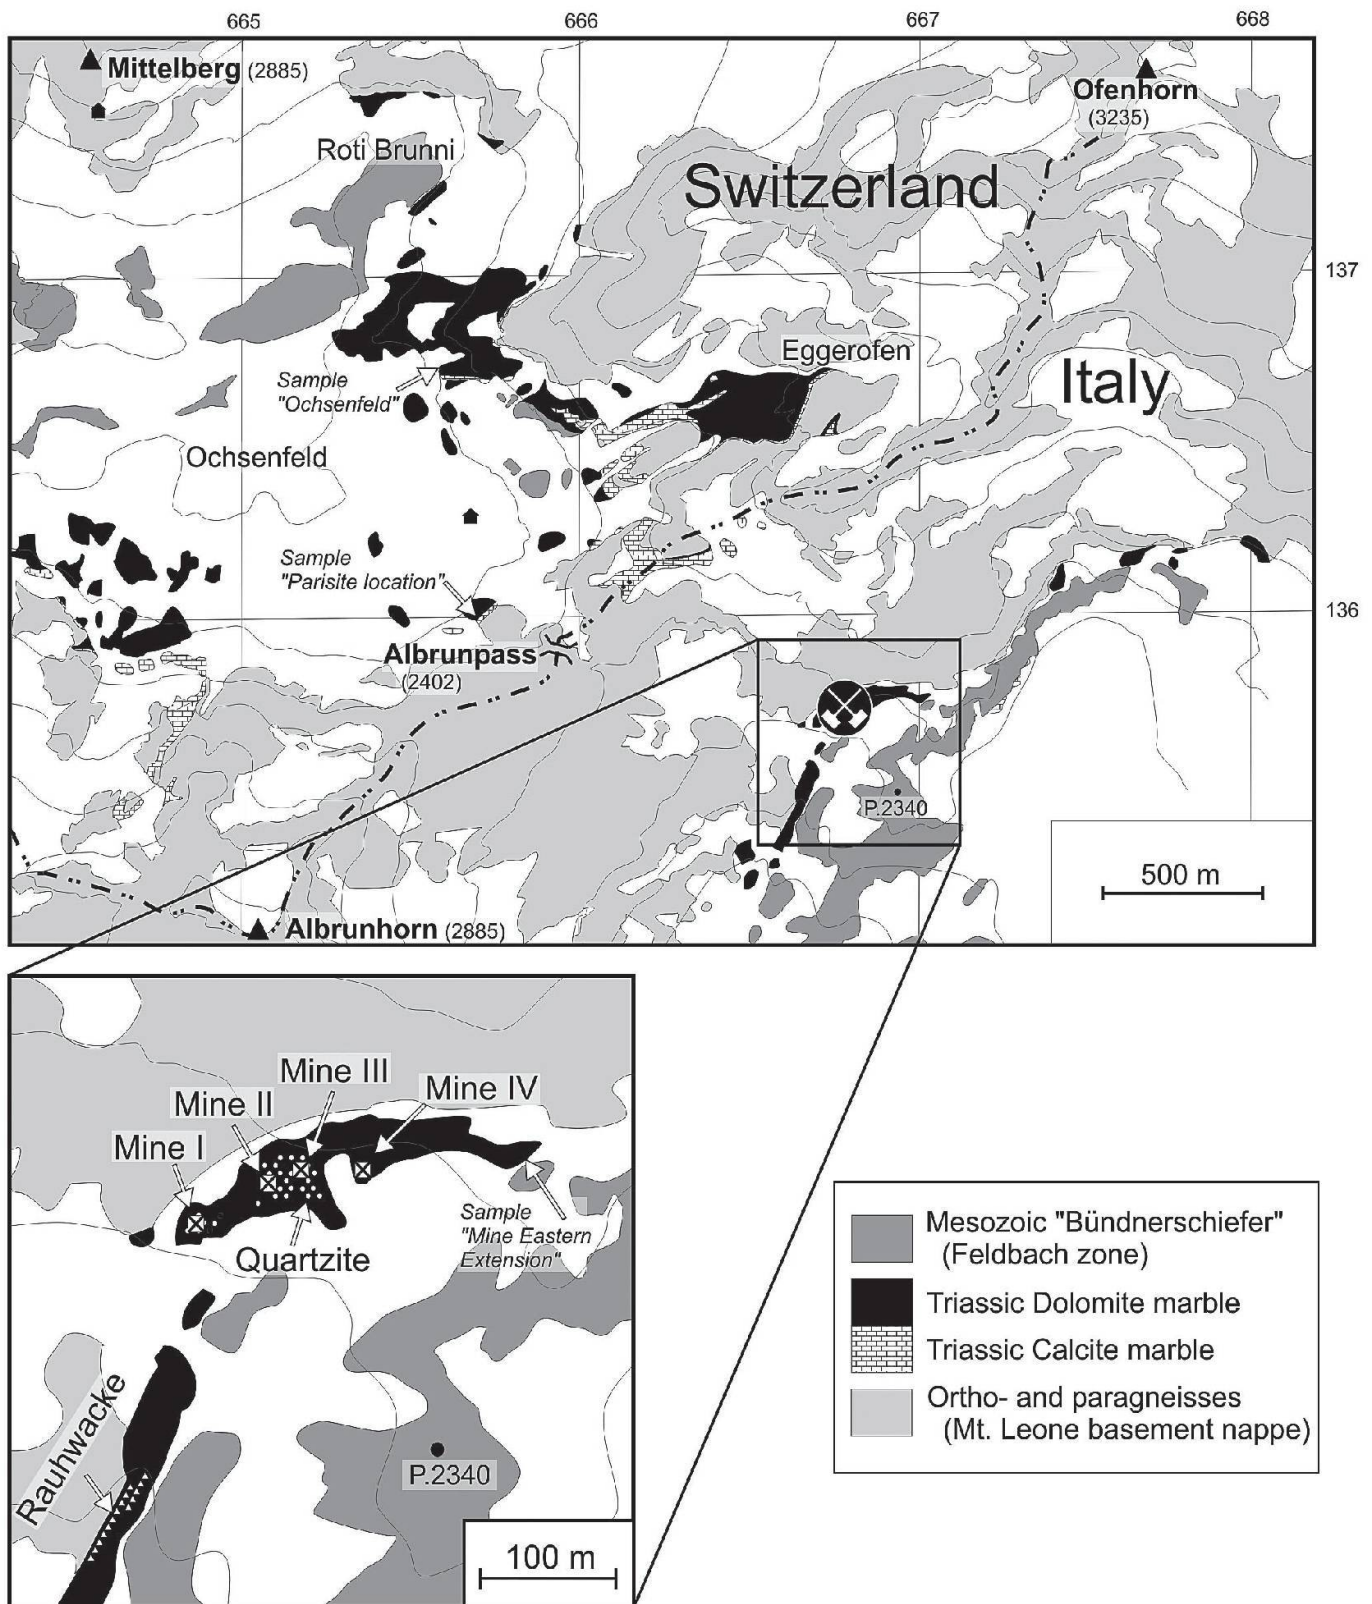 665
666
667
668
Mittelberg (2885)
Ofenhorn
(3235)
Roti Brunni
Switzerland
137
Eggerofen
Italy
Sample
"Ochsenfeld"
Ochsenfeld
Sample
"Parisite location"
136
Albrunpass
(2402)
P.2340
500 m
Albrunhorn (2885)
Mine III
Mine IV
Mine II
Mine I
Sample
"Mine Eastern
Extension"
Quartzite
Rauhwacke
P.2340
100 m
Mesozoic "Bündnerschiefer"
(Feldbach zone)
Triassic Dolomite marble
Triassic Calcite marble
Ortho- and paragneisses
(Mt. Leone basement nappe)